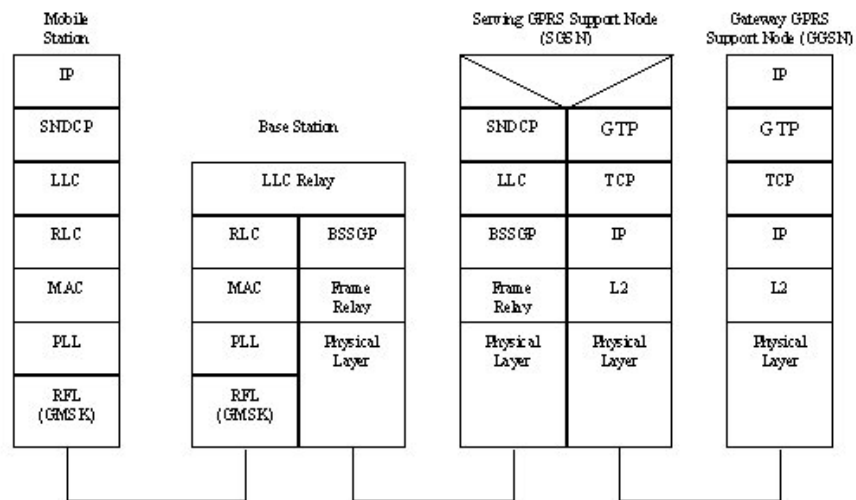 Mobile
Station
IP
SNDCP
LLC
RLC
MAC
PLL
RFL
(GMSK)
Base Station
LLC Relay
RLC
MAC
PLL
RFL
(GMSK)
BSSGP
Frame
Relay
Physical
Layer
Serving GPRS Support Node
(SGSN)
SNDCP
LLC
BSSGP
Frame
Relay
Physical
Layer
GTP
TCP
IP
L2
Physical
Layer
Gateway GPRS
Support Node (GGSN)
IP
GTP
TCP
IP
L2
Physical
Layer